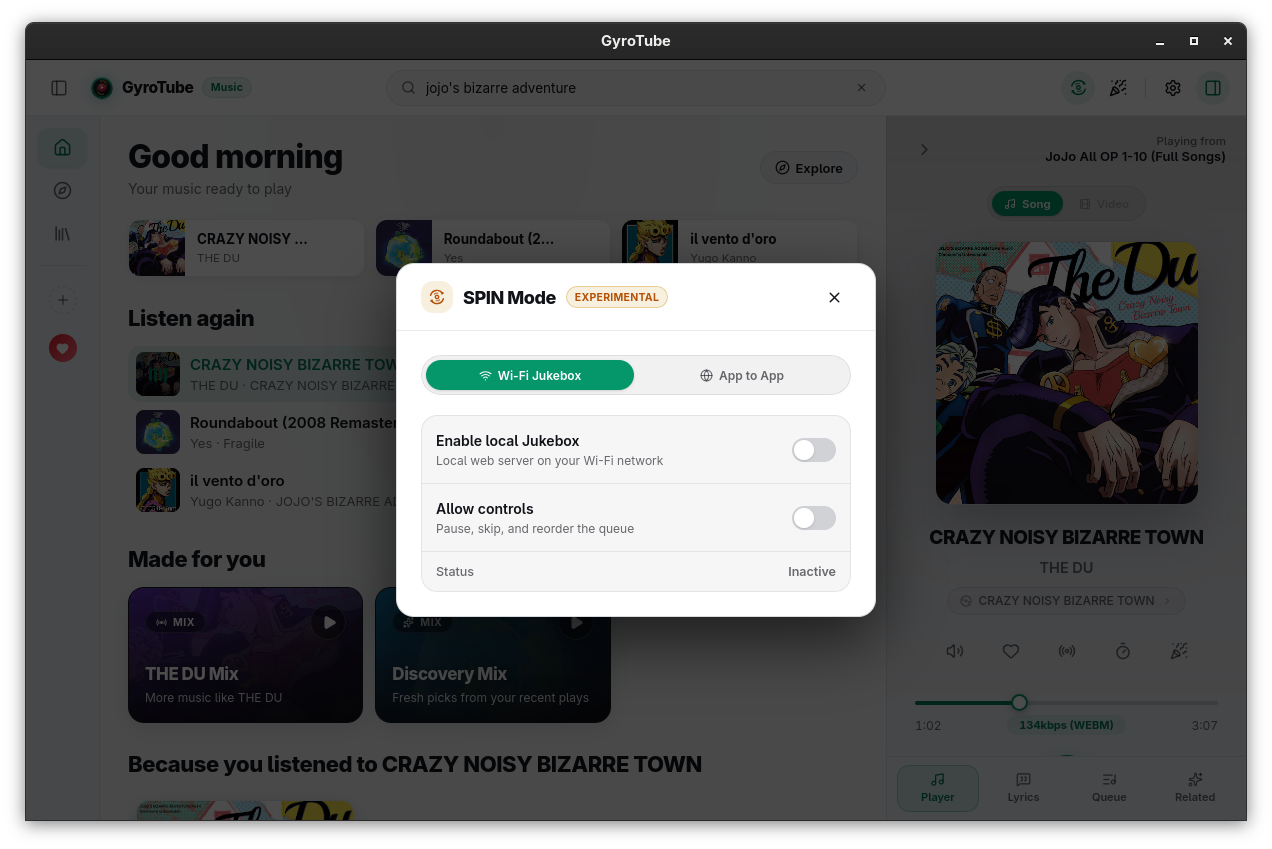 GyroTube
GyroTube
Music
jojo's bizarre adventure
Good morning
Your music ready to play
Explore
CRAZY NOISY ...
THE DU
Roundabout (2...
Yes
il vento d'oro
Yugo Kanno
Listen again
CRAZY NOISY BIZARRE TOW
THE DU · CRAZY NOISY BIZARRE
Roundabout (2008 Remaster
Yes · Fragile
il vento d'oro
Yugo Kanno · JOJO'S BIZARRE AD
Made for you
MIX
THE DU Mix
More music like THE DU
MIX
Discovery Mix
Fresh picks from your recent plays
Because you listened to CRAZY NOISY BIZARRE TOWN
SPIN Mode
EXPERIMENTAL
Wi-Fi Jukebox
App to App
Enable local Jukebox
Local web server on your Wi-Fi network
Allow controls
Pause, skip, and reorder the queue
Status
Inactive
Playing from
JoJo All OP 1-10 (Full Songs)
Song
Video
The Du
Crazy Noisy
Bizarre Town
CRAZY NOISY BIZARRE TOWN
THE DU
CRAZY NOISY BIZARRE TOWN
1:02
134kbps (WEBM)
3:07
Player
Lyrics
Queue
Related